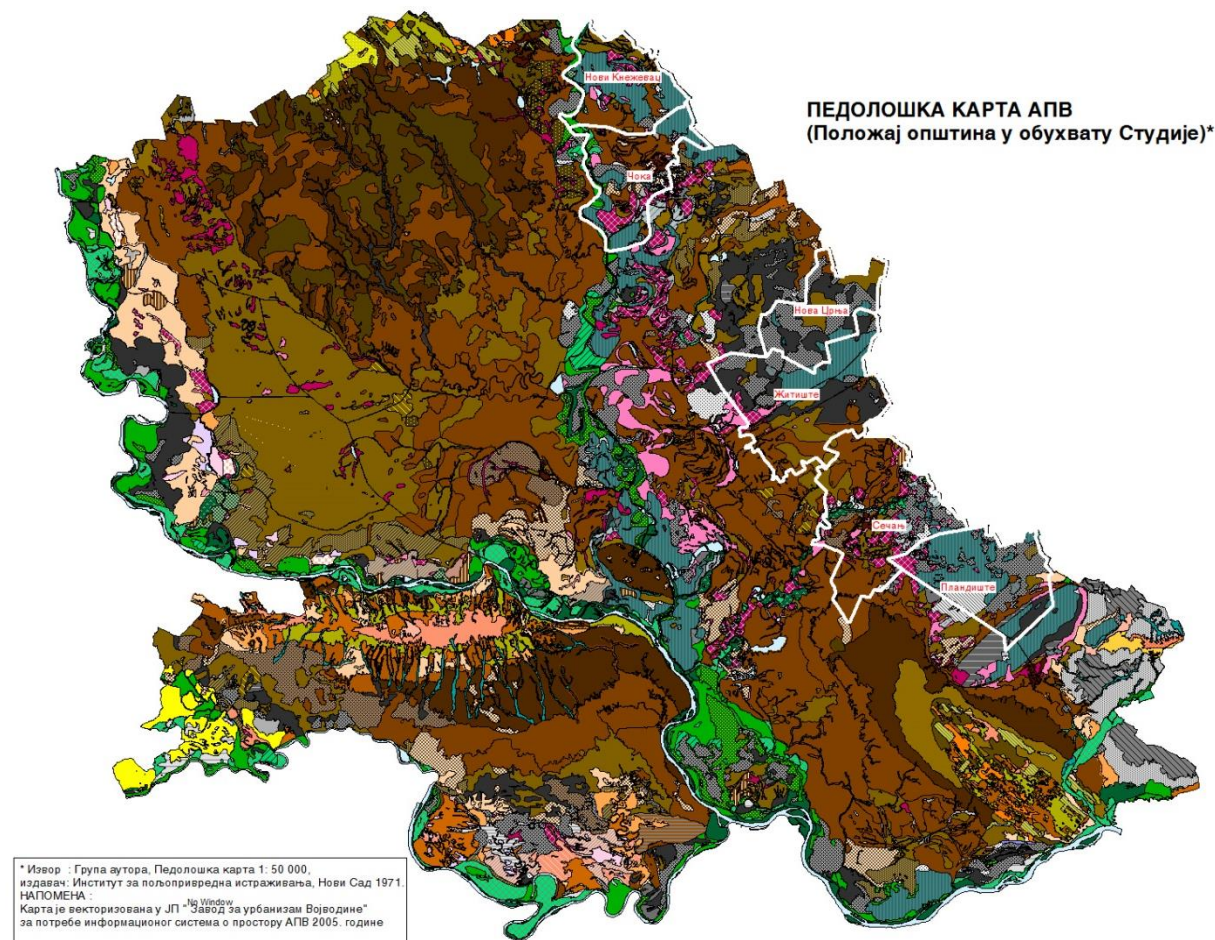 Нови Кнежевац
ПЕДОЛОШКА КАРТА АПВ
(Положај општина у обухвату Студије)*
Чока
Нова Црња
Житиште
Сечањ
Пландиште
* Извор : Група аутора, Педолошка карта 1: 50 000,
издавач: Институт за пољопривредна истраживања, Нови Сад 1971.
НАПОМЕНА :
No Window
Карта је векторизована у ЈП " Завод за урбанизам Војводине"
за потребе информационог система о простору АПВ 2005. године